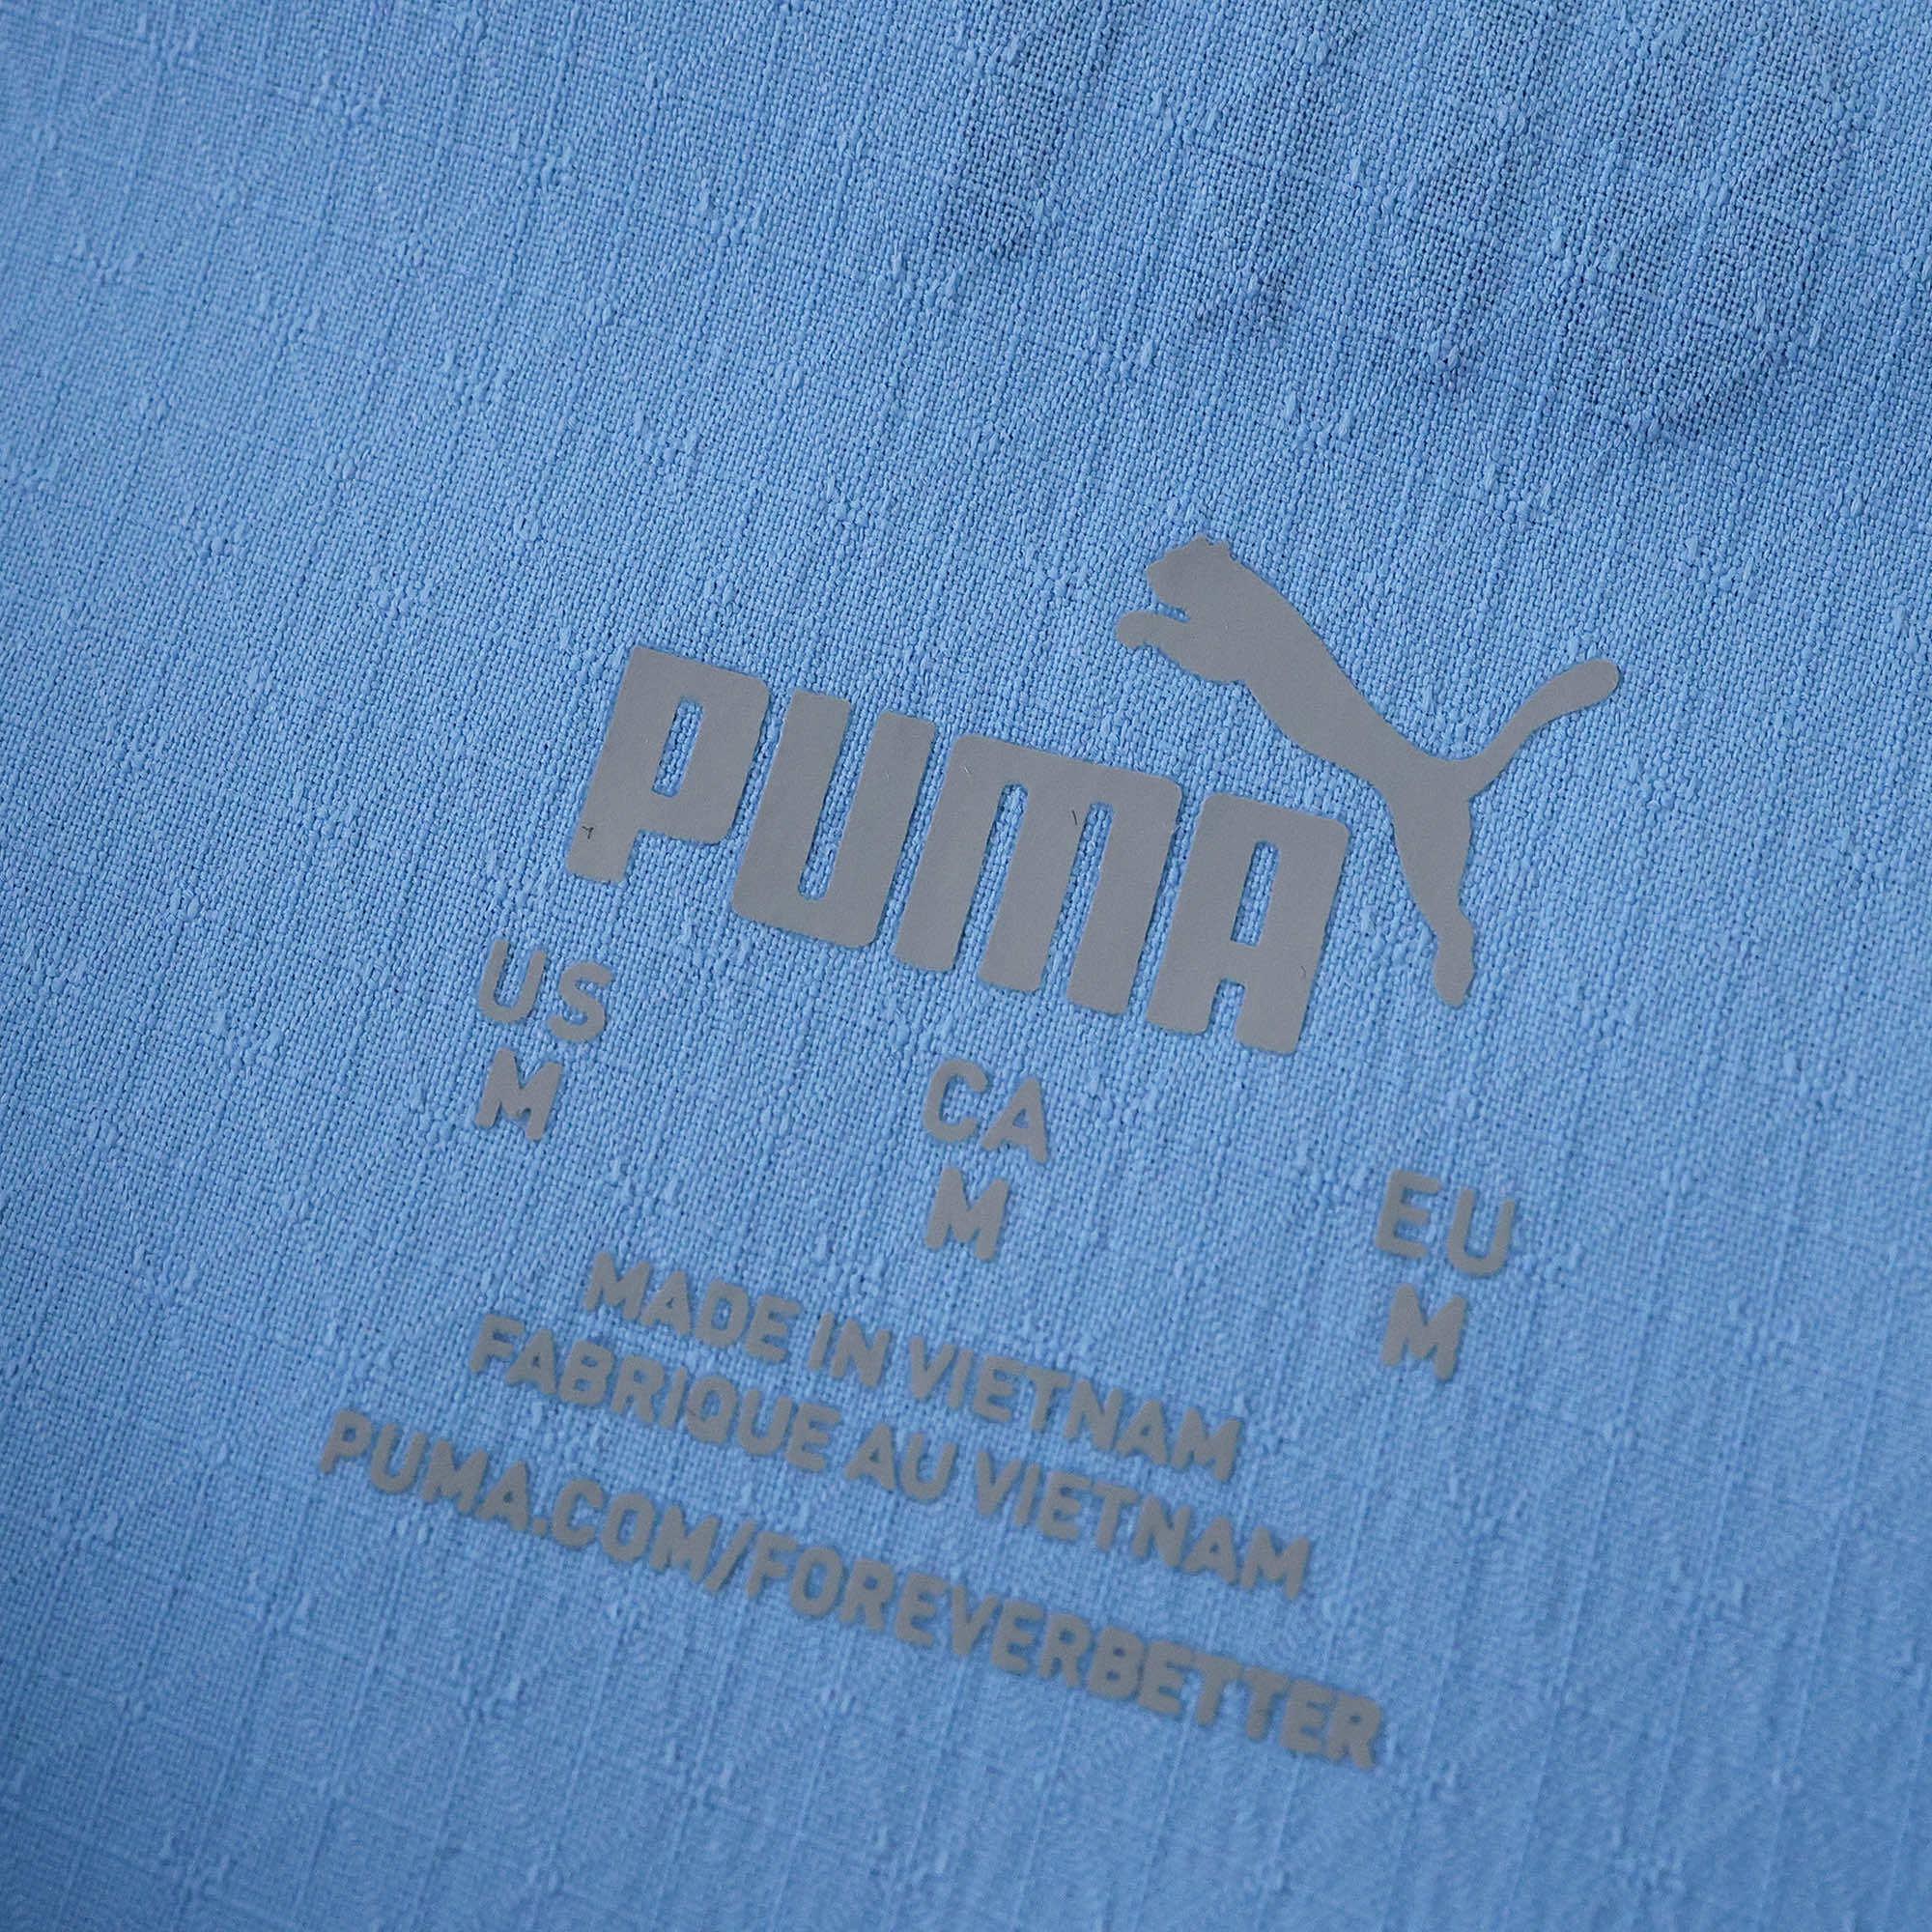 PUMA
US CA EU
M M M
MADE IN VIETNAM
FABRIQUE AU VIETNAM
PUMA.COM/FOREVERBETTER